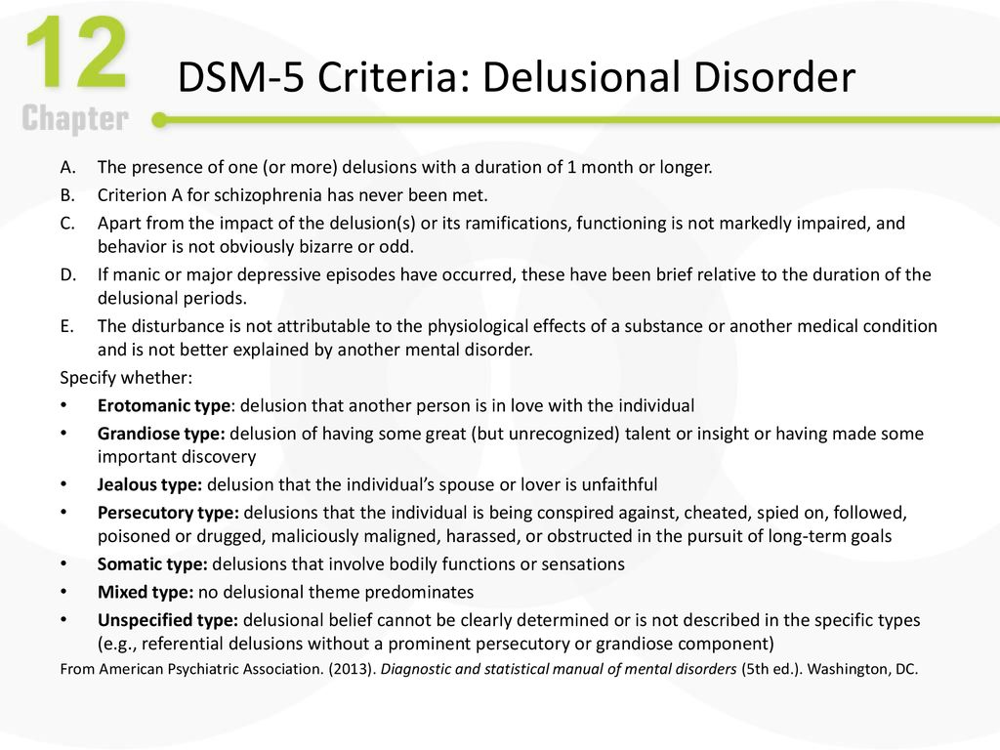 12
Chapter
DSM-5 Criteria: Delusional Disorder
A. The presence of one (or more) delusions with a duration of 1 month or longer.
B. Criterion A for schizophrenia has never been met.
C. Apart from the impact of the delusion(s) or its ramifications, functioning is not markedly impaired, and
behavior is not obviously bizarre or odd.
D. If manic or major depressive episodes have occurred, these have been brief relative to the duration of the
delusional periods.
E. The disturbance is not attributable to the physiological effects of a substance or another medical condition
and is not better explained by another mental disorder.
Specify whether:
• Erotomanic type: delusion that another person is in love with the individual
• Grandiose type: delusion of having some great (but unrecognized) talent or insight or having made some
important discovery
• Jealous type: delusion that the individual’s spouse or lover is unfaithful
• Persecutory type: delusions that the individual is being conspired against, cheated, spied on, followed,
poisoned or drugged, maliciously maligned, harassed, or obstructed in the pursuit of long-term goals
• Somatic type: delusions that involve bodily functions or sensations
• Mixed type: no delusional theme predominates
• Unspecified type: delusional belief cannot be clearly determined or is not described in the specific types
(e.g., referential delusions without a prominent persecutory or grandiose component)
From American Psychiatric Association. (2013). Diagnostic and statistical manual of mental disorders (5th ed.). Washington, DC.